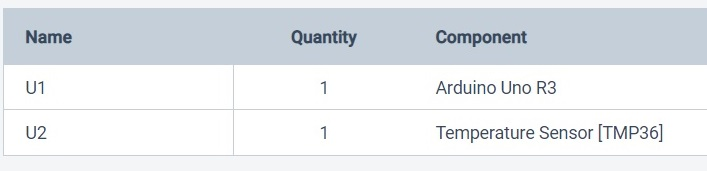 Name Quantity Component
U1 1 Arduino Uno R3
U2 1 Temperature Sensor [TMP36]